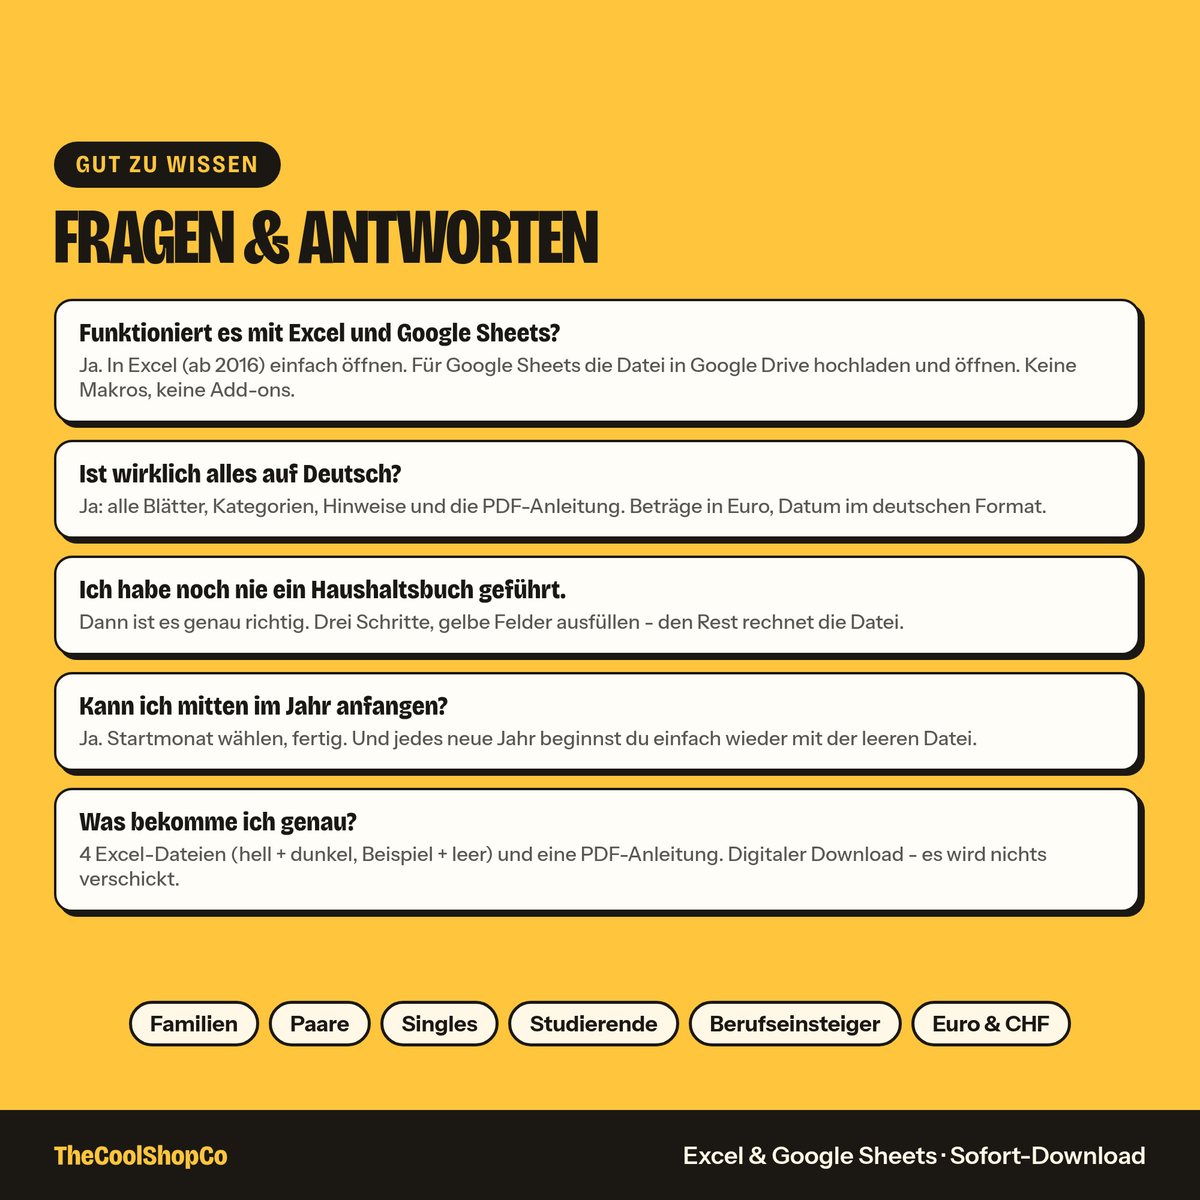 GUT ZU WISSEN
FRAGEN & ANTWORTEN
Funktioniert es mit Excel und Google Sheets?
Ja. In Excel (ab 2016) einfach öffnen. Für Google Sheets die Datei in Google Drive hochladen und öffnen. Keine
Makros, keine Add-ons.
Ist wirklich alles auf Deutsch?
Ja: alle Blätter, Kategorien, Hinweise und die PDF-Anleitung. Beträge in Euro, Datum im deutschen Format.
Ich habe noch nie ein Haushaltsbuch geführt.
Dann ist es genau richtig. Drei Schritte, gelbe Felder ausfüllen - den Rest rechnet die Datei.
Kann ich mitten im Jahr anfangen?
Ja. Startmonat wählen, fertig. Und jedes neue Jahr beginnst du einfach wieder mit der leeren Datei.
Was bekomme ich genau?
4 Excel-Dateien (hell + dunkel, Beispiel + leer) und eine PDF-Anleitung. Digitaler Download - es wird nichts
verschickt.
Familien Paare Singles Studierende Berufseinsteiger Euro & CHF
TheCoolShopCo Excel & Google Sheets · Sofort-Download